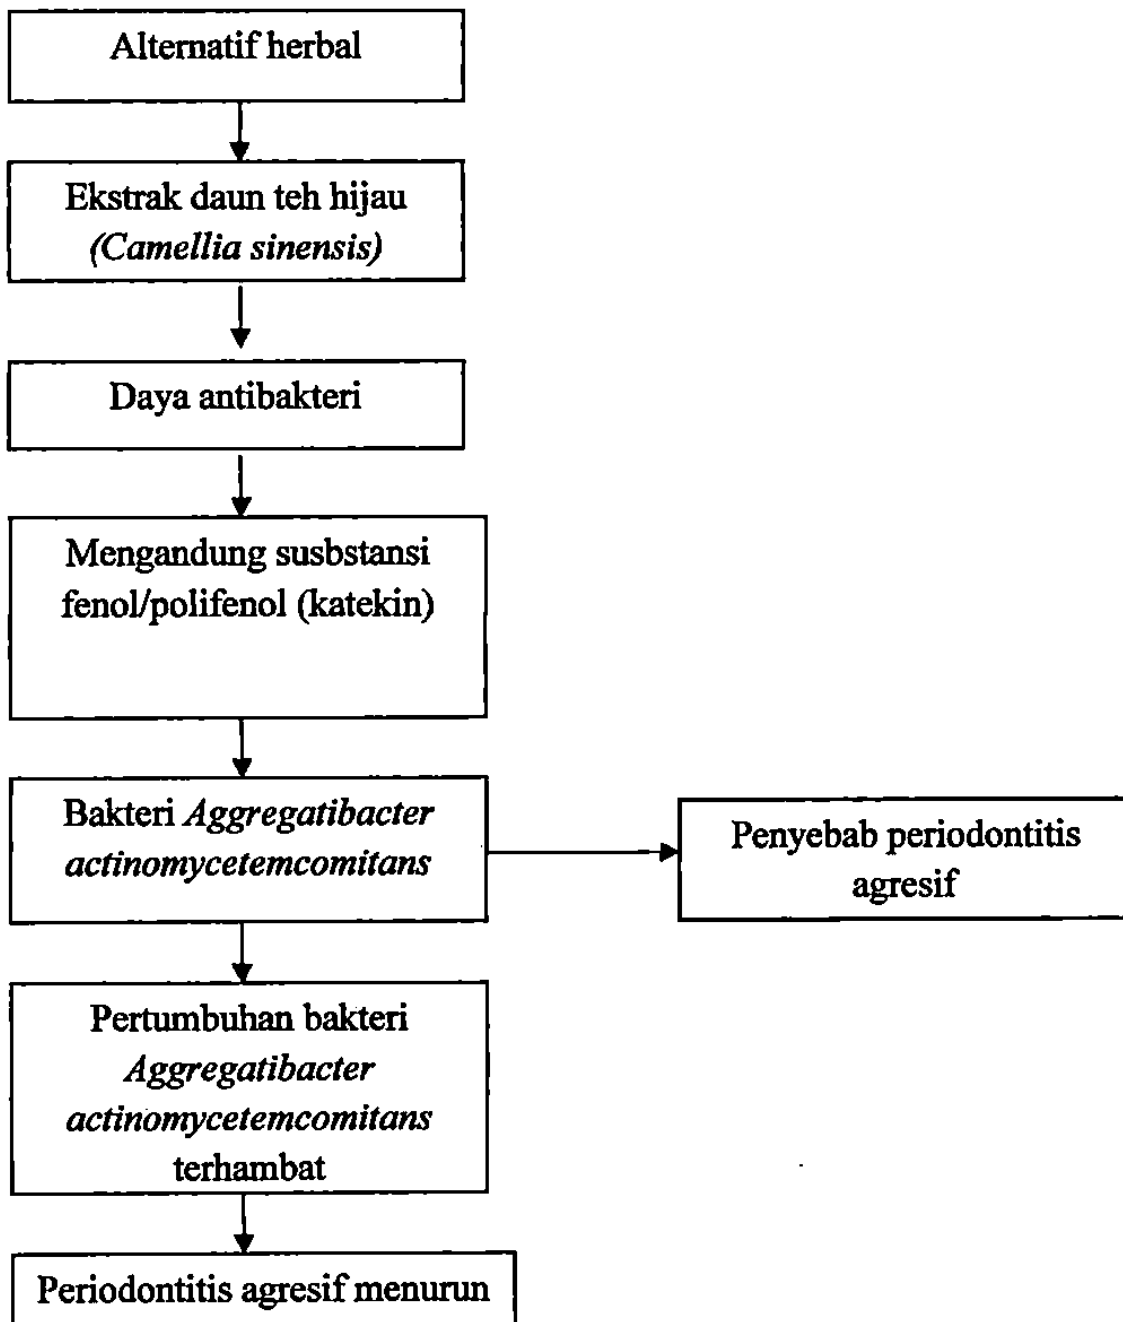 Alternatif herbal
Ekstrak daun teh hijau
(Camellia sinensis)
Daya antibakteri
Mengandung susbstansi
fenol/polifenol (katekin)
Bakteri Aggregatibacter
actinomycetemcomitans
Penyebab periodontitis
agresif
Pertumbuhan bakteri
Aggregatibacter
actinomycetemcomitans
terhambat
Periodontitis agresif menurun